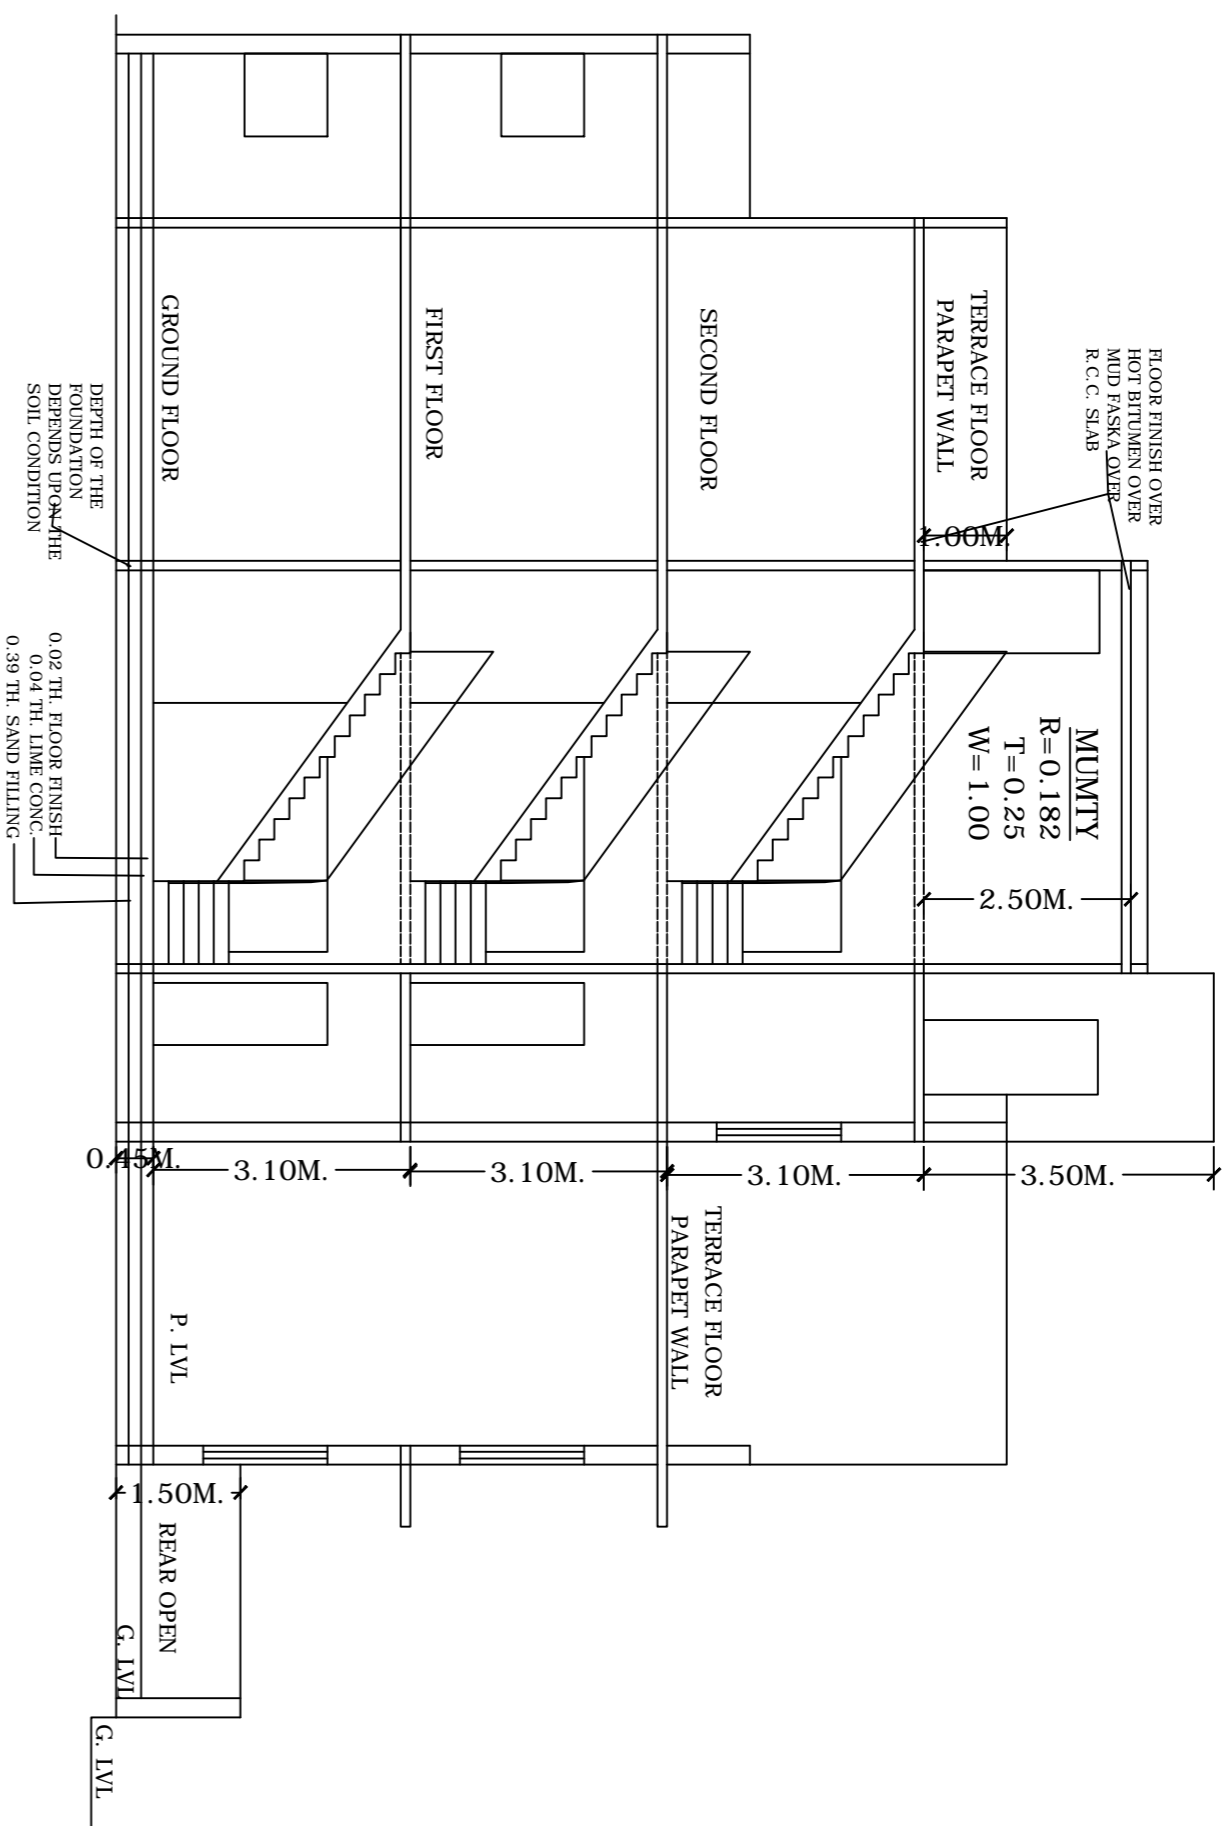 FLOOR FINISH OVER
HOT BITUMEN OVER
MUD FASKA OVER
R.C.C. SLAB
TERRACE FLOOR
PARAPET WALL
1.00M.
MUMTY
R=0.182
T=0.25
W=1.00
2.50M.
3.50M.
SECOND FLOOR
3.10M.
TERRACE FLOOR
PARAPET WALL
FIRST FLOOR
3.10M.
GROUND FLOOR
3.10M.
P. LVL
0.45M.
1.50M.
REAR OPEN
G. LVL
G. LVL
DEPTH OF THE
FOUNDATION
DEPENDS UPON THE
SOIL CONDITION
0.02 TH. FLOOR FINISH
0.04 TH. LIME CONC.
0.39 TH. SAND FILLING